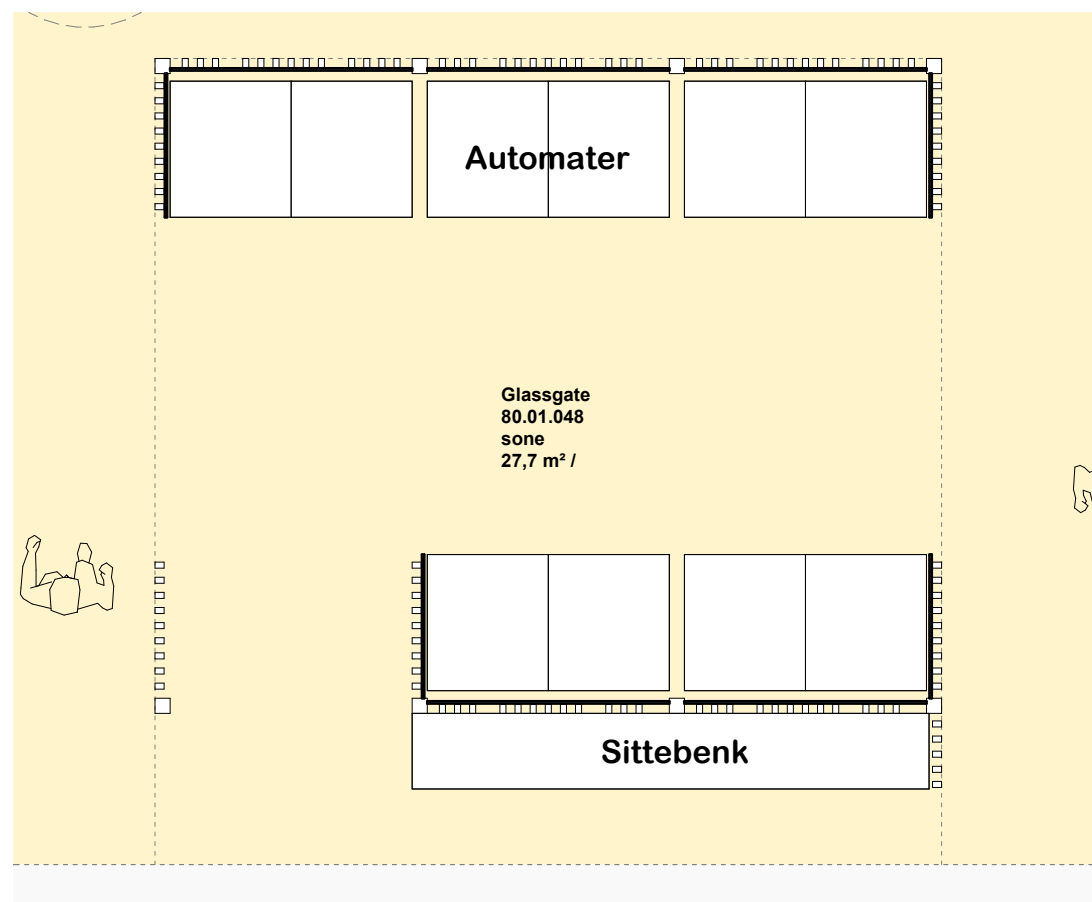 Automater
Glassgate
80.01.048
sone
27,7 m² /
Sittebenk